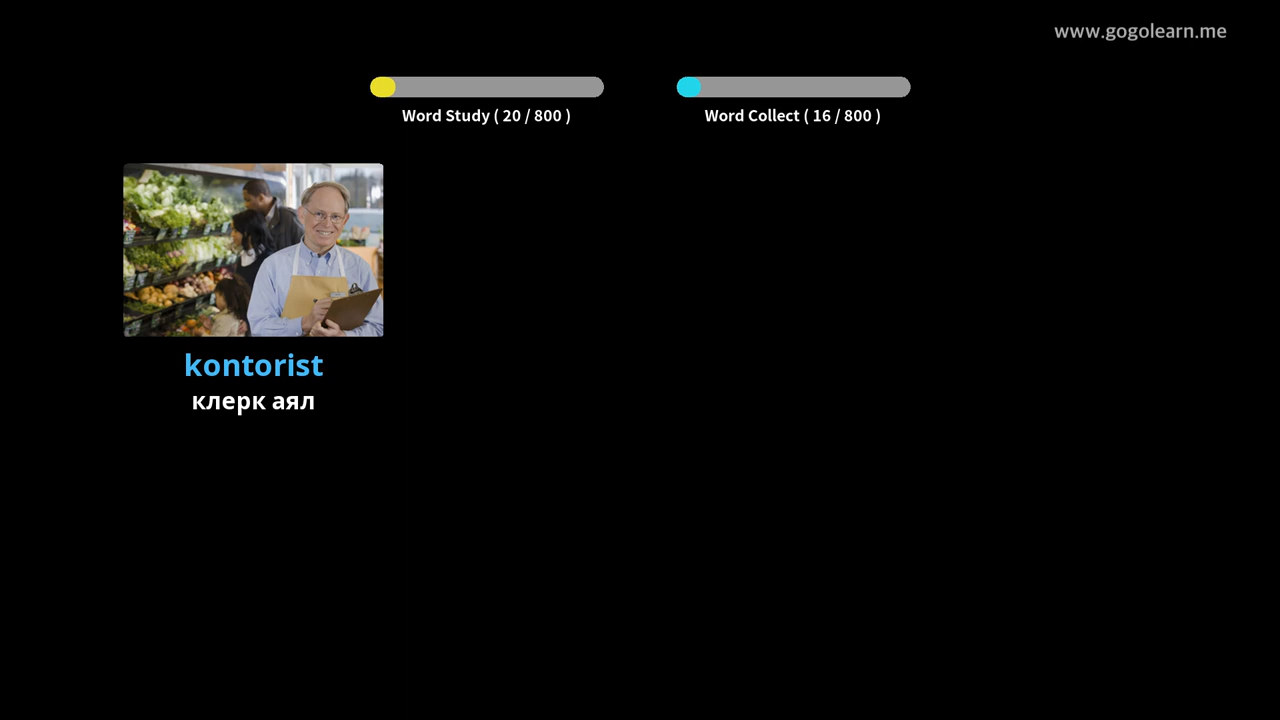 www.gogolearn.me
Word Study ( 20 / 800 )
Word Collect ( 16 / 800 )
kontorist
клерк аял